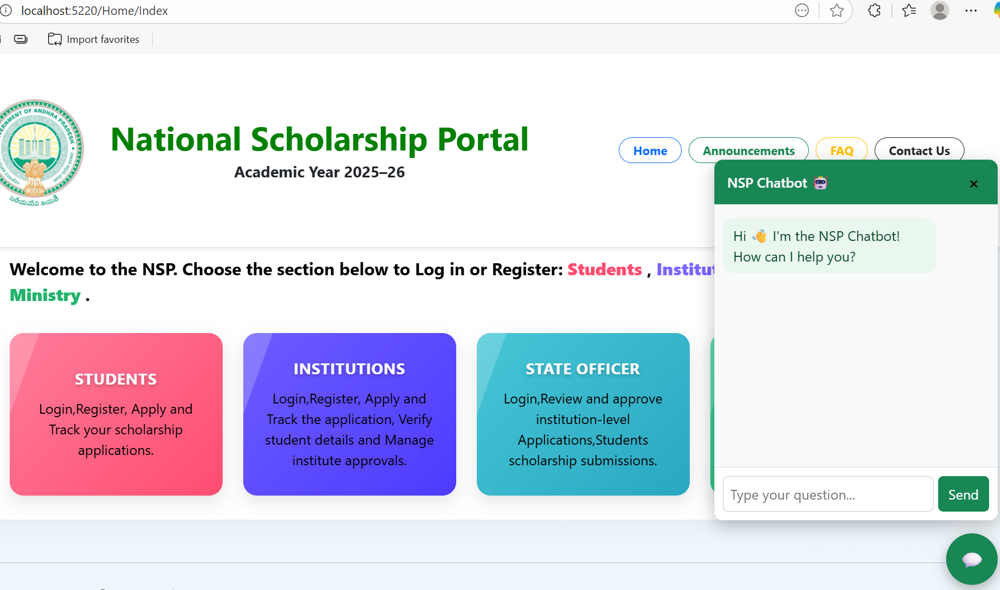 localhost:5220/Home/Index
Import favorites
GOVERNMENT OF ANDHRA PRADESH
సత్యమేవ జయతే
National Scholarship Portal
Academic Year 2025–26
Home
Announcements
FAQ
Contact Us
Welcome to the NSP. Choose the section below to Log in or Register: Students ,
Ministry .
STUDENTS
Login,Register, Apply and
Track your scholarship
applications.
INSTITUTIONS
Login,Register, Apply and
Track the application, Verify
student details and Manage
institute approvals.
STATE OFFICER
Login,Review and approve
institution-level
Applications,Students
scholarship submissions.
NSP Chatbot 🤖
×
Hi 👋 I'm the NSP Chatbot!
How can I help you?
Type your question...
Send